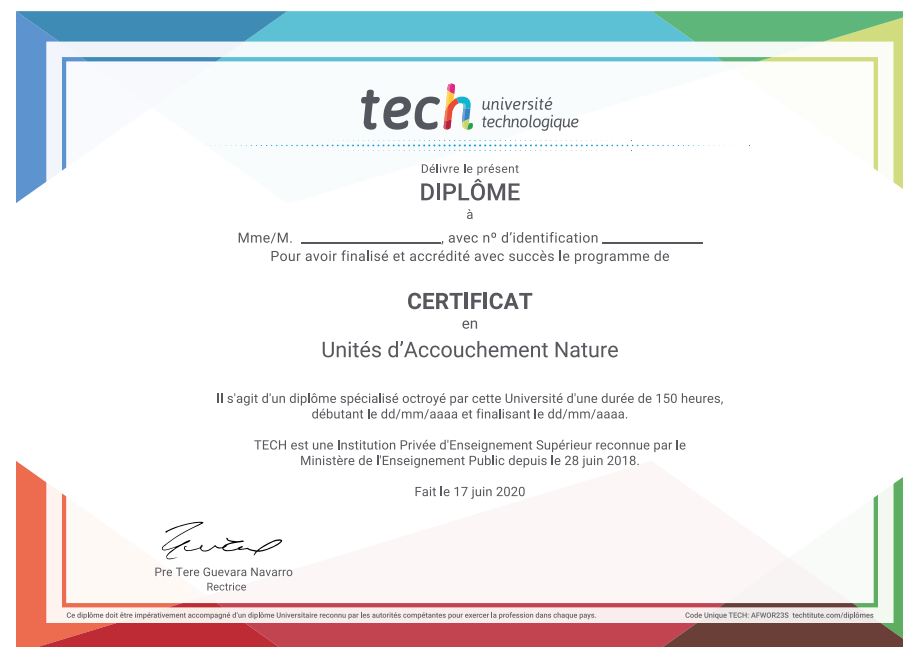 tech université
technologique
Délivre le présent
DIPLÔME
à
Mme/M. ____________________, avec nº d'identification ______________
Pour avoir finalisé et accrédité avec succès le programme de
CERTIFICAT
en
Unités d'Accouchement Nature
Il s'agit d'un diplôme spécialisé octroyé par cette Université d'une durée de 150 heures,
débutant le dd/mm/aaaa et finalisant le dd/mm/aaaa.
TECH est une Institution Privée d'Enseignement Supérieur reconnue par le
Ministère de l'Enseignement Public depuis le 28 juin 2018.
Fait le 17 juin 2020
Pre Tere Guevara Navarro
Rectrice
Ce diplôme doit être impérativement accompagné d'un diplôme Universitaire reconnu par les autorités compétantes pour exercer la profession dans chaque pays.
Code Unique TECH: AFWOR23S techtitute.com/diplômes